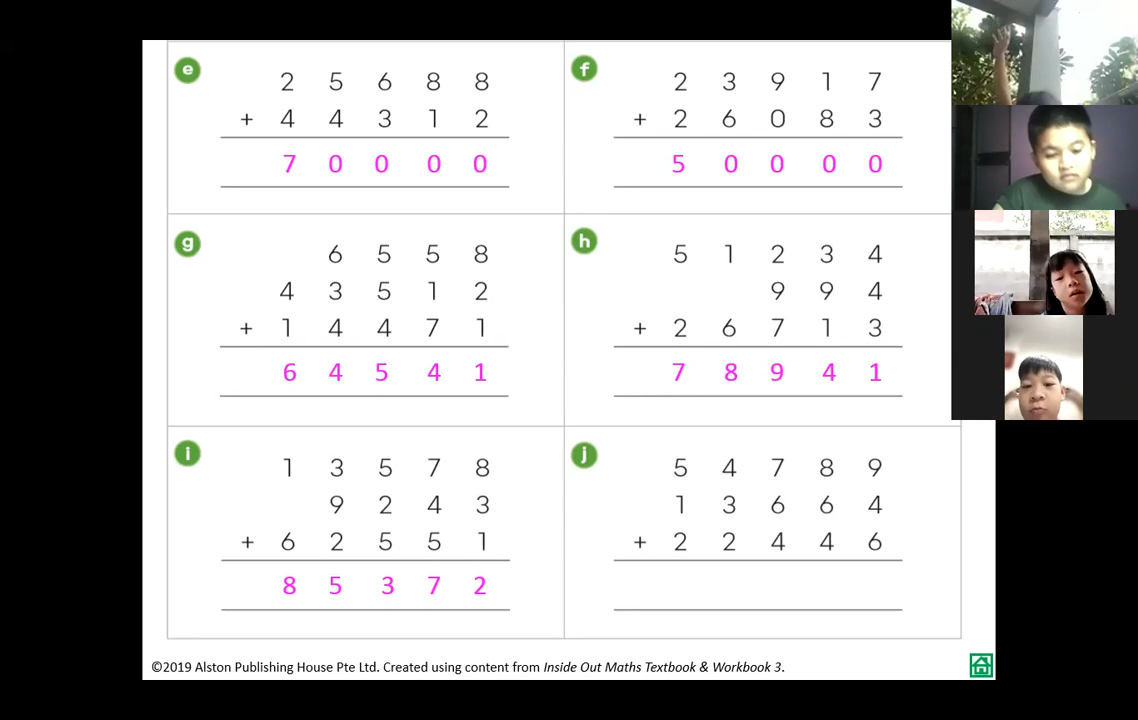 e
2 5 6 8 8
+ 4 4 3 1 2
7 0 0 0 0
f
2 3 9 1 7
+ 2 6 0 8 3
5 0 0 0 0
g
6 5 5 8
4 3 5 1 2
+ 1 4 4 7 1
6 4 5 4 1
h
5 1 2 3 4
9 9 4
+ 2 6 7 1 3
7 8 9 4 1
i
1 3 5 7 8
9 2 4 3
+ 6 2 5 5 1
8 5 3 7 2
j
5 4 7 8 9
1 3 6 6 4
+ 2 2 4 4 6
©2019 Alston Publishing House Pte Ltd. Created using content from Inside Out Maths Textbook & Workbook 3.